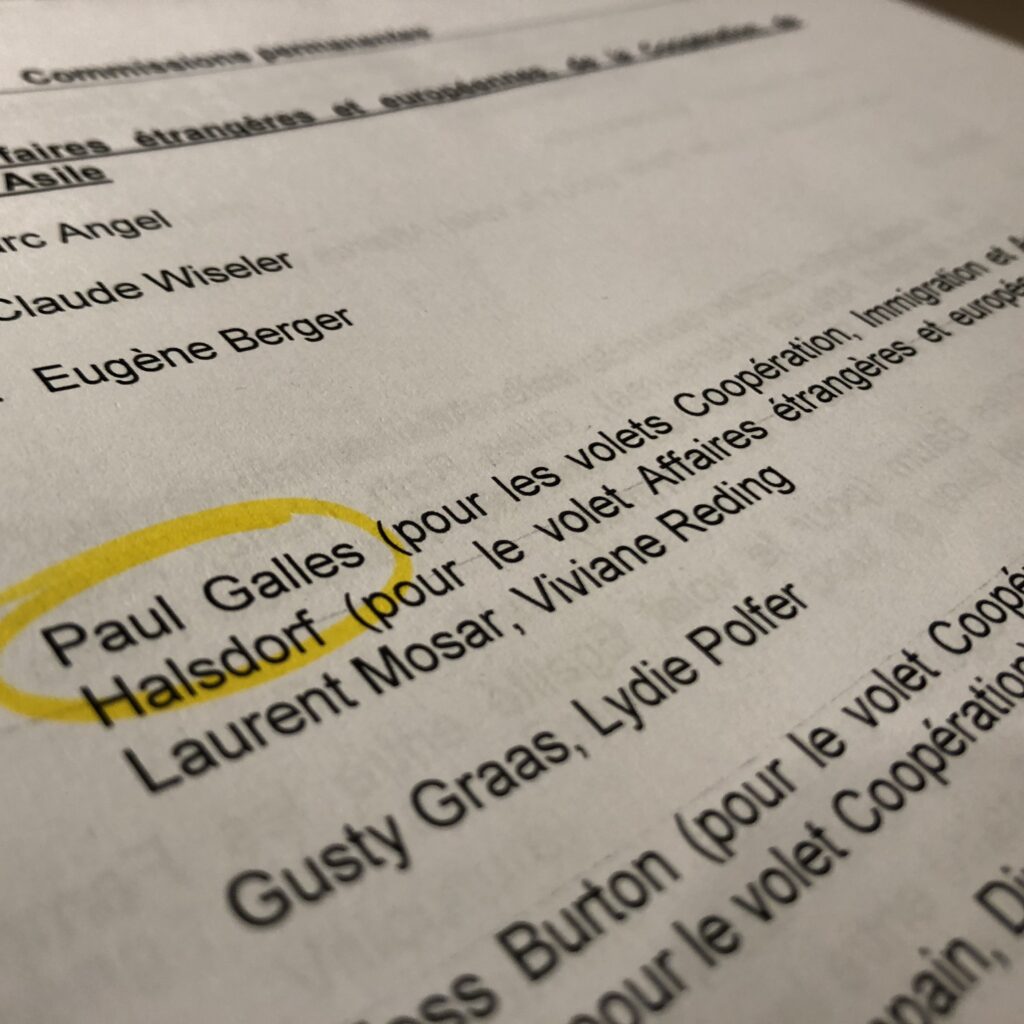 Commissions permanentes
faires étrangères et européennes, de la Coopération, de
Asile
rc Angel
Claude Wiseler
Eugène Berger
Paul Galles (pour les volets Coopération, Immigration et
Halsdorf (pour le volet Affaires étrangères et europé
Laurent Mosar, Viviane Reding
Gusty Graas, Lydie Polfer
ess Burton (pour le volet Coopé
pour le volet Coopération